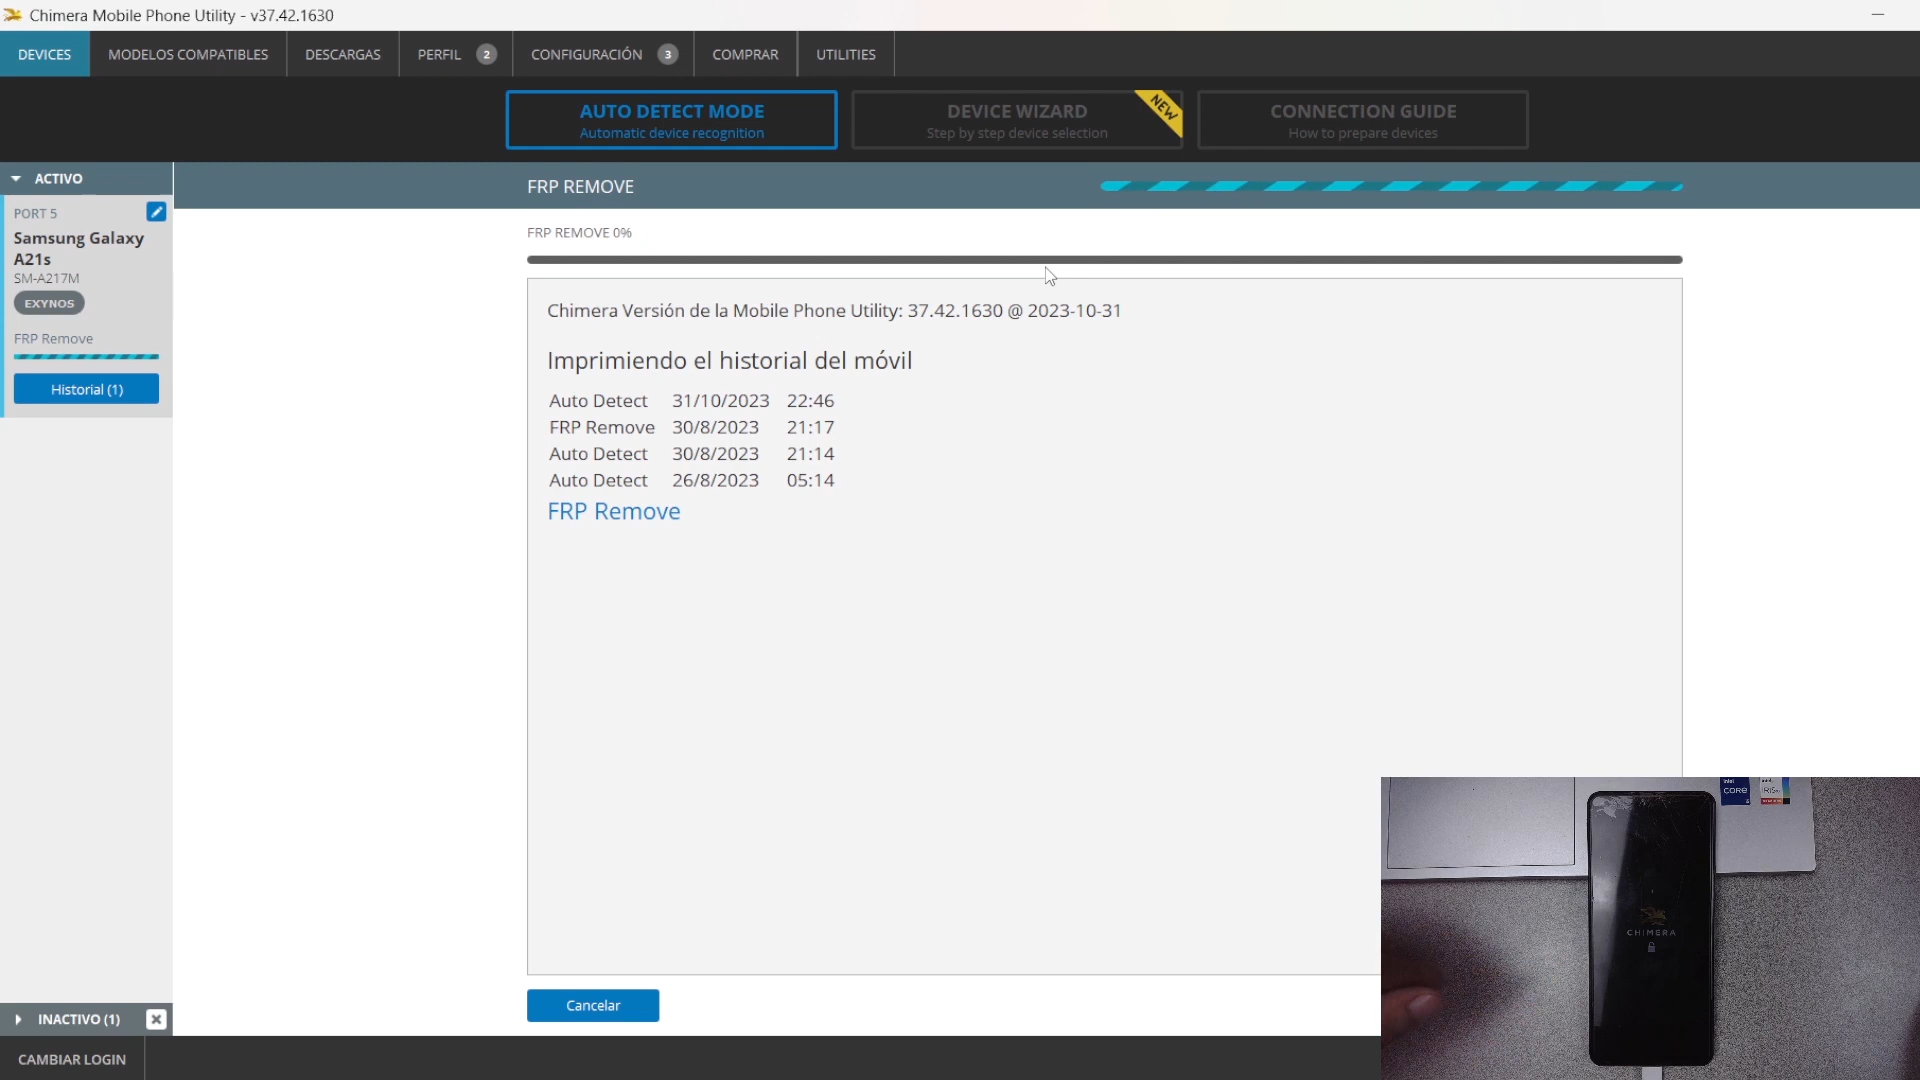 Chimera Mobile Phone Utility - v37.42.1630
DEVICES
MODELOS COMPATIBLES
DESCARGAS
PERFIL 2
CONFIGURACIÓN 3
COMPRAR
UTILITIES
AUTO DETECT MODE
Automatic device recognition
DEVICE WIZARD
Step by step device selection
NEW
CONNECTION GUIDE
How to prepare devices
ACTIVO
PORT 5
Samsung Galaxy
A21s
SM-A217M
EXYNOS
FRP Remove
Historial (1)
FRP REMOVE
FRP REMOVE 0%
Chimera Versión de la Mobile Phone Utility: 37.42.1630 @ 2023-10-31
Imprimiendo el historial del móvil
Auto Detect 31/10/2023 22:46
FRP Remove 30/8/2023 21:17
Auto Detect 30/8/2023 21:14
Auto Detect 26/8/2023 05:14
FRP Remove
Cancelar
INACTIVO (1)
CAMBIAR LOGIN
intel
CORE
iRIS
CHIMERA